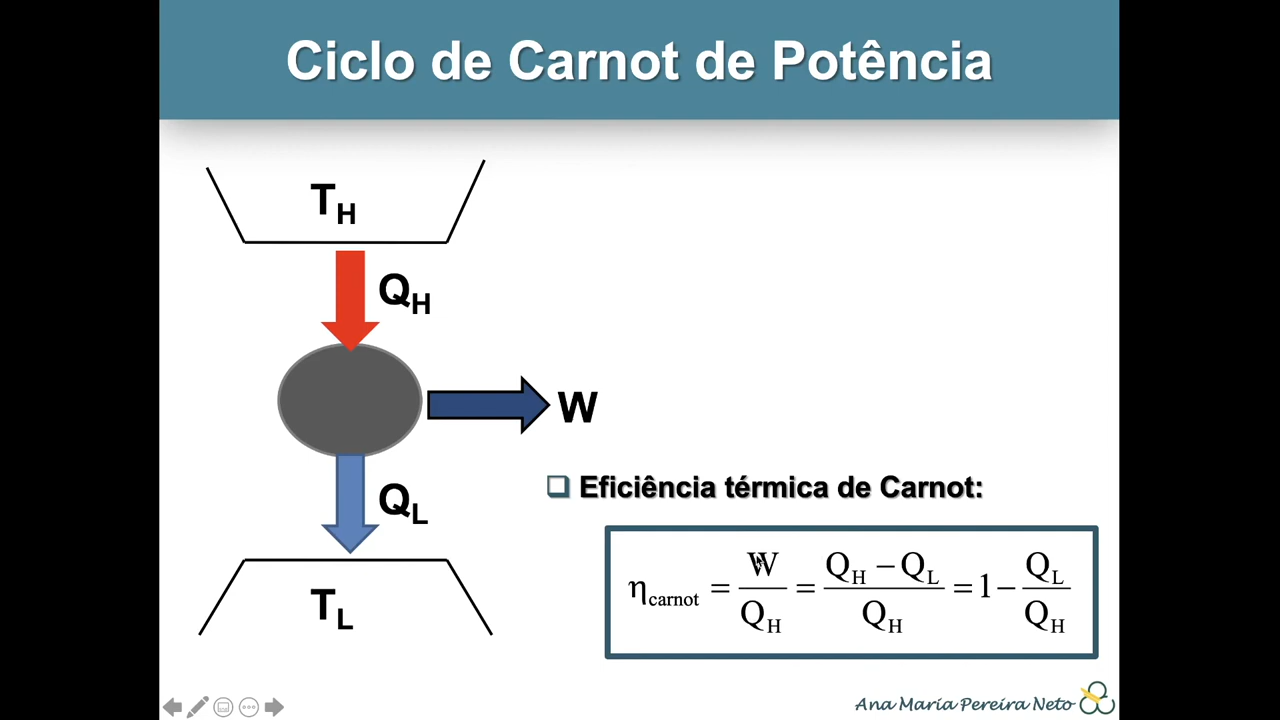 Ciclo de Carnot de Potência
T_H
Q_H
W
Q_L
T_L
Eficiência térmica de Carnot:
η_carnot = W/Q_H = (Q_H − Q_L)/Q_H = 1 − Q_L/Q_H
Ana Maria Pereira Neto